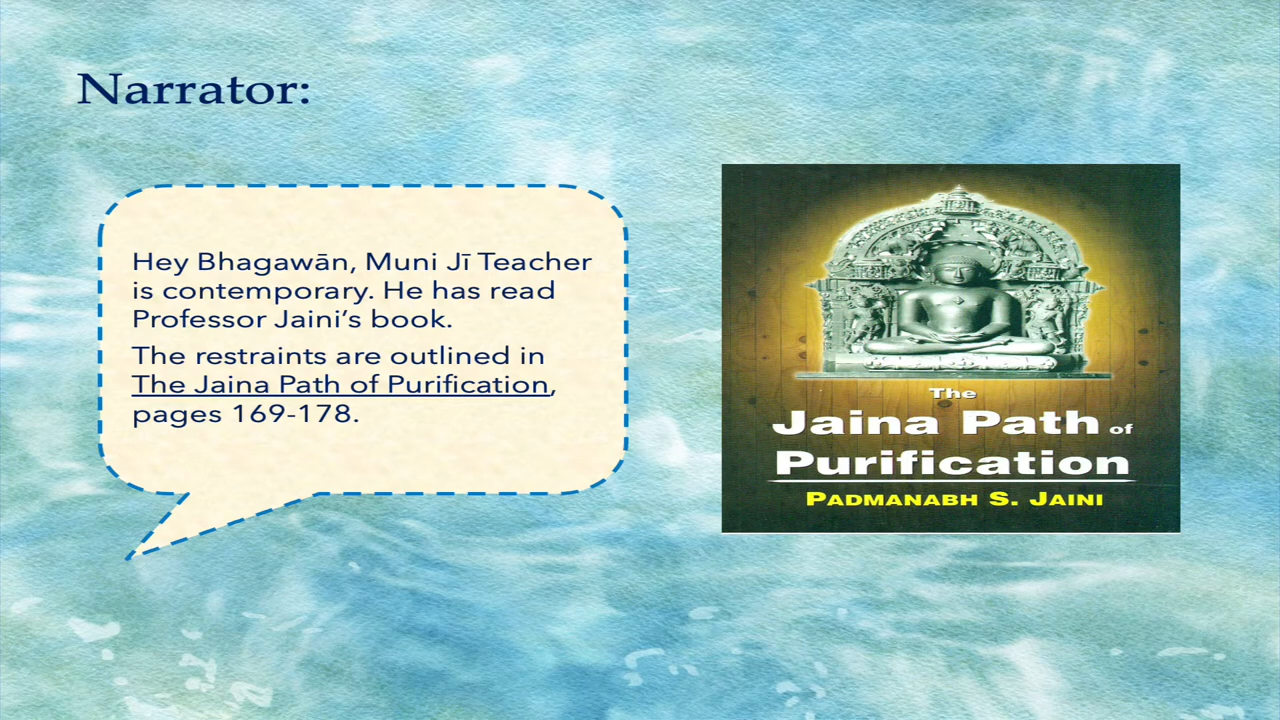 Narrator:
Hey Bhagawān, Muni Jī Teacher
is contemporary. He has read
Professor Jaini’s book.
The restraints are outlined in
The Jaina Path of Purification,
pages 169-178.
The
Jaina Path of
Purification
PADMANABH S. JAINI